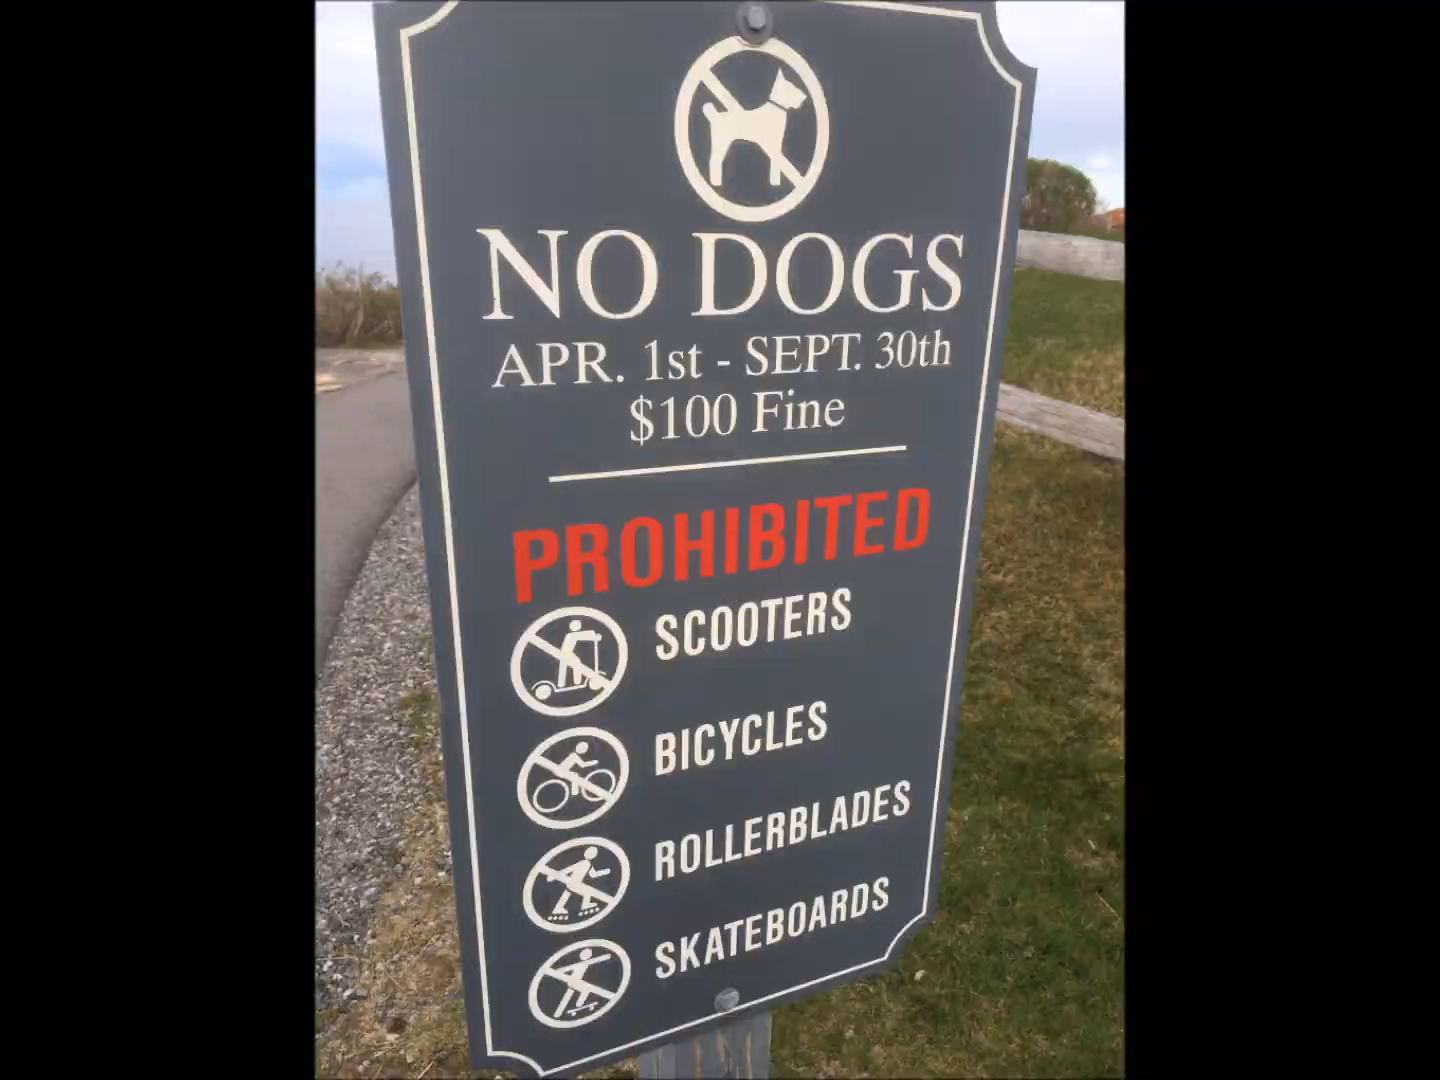 NO DOGS
APR. 1st - SEPT. 30th
$100 Fine
PROHIBITED
SCOOTERS
BICYCLES
ROLLERBLADES
SKATEBOARDS